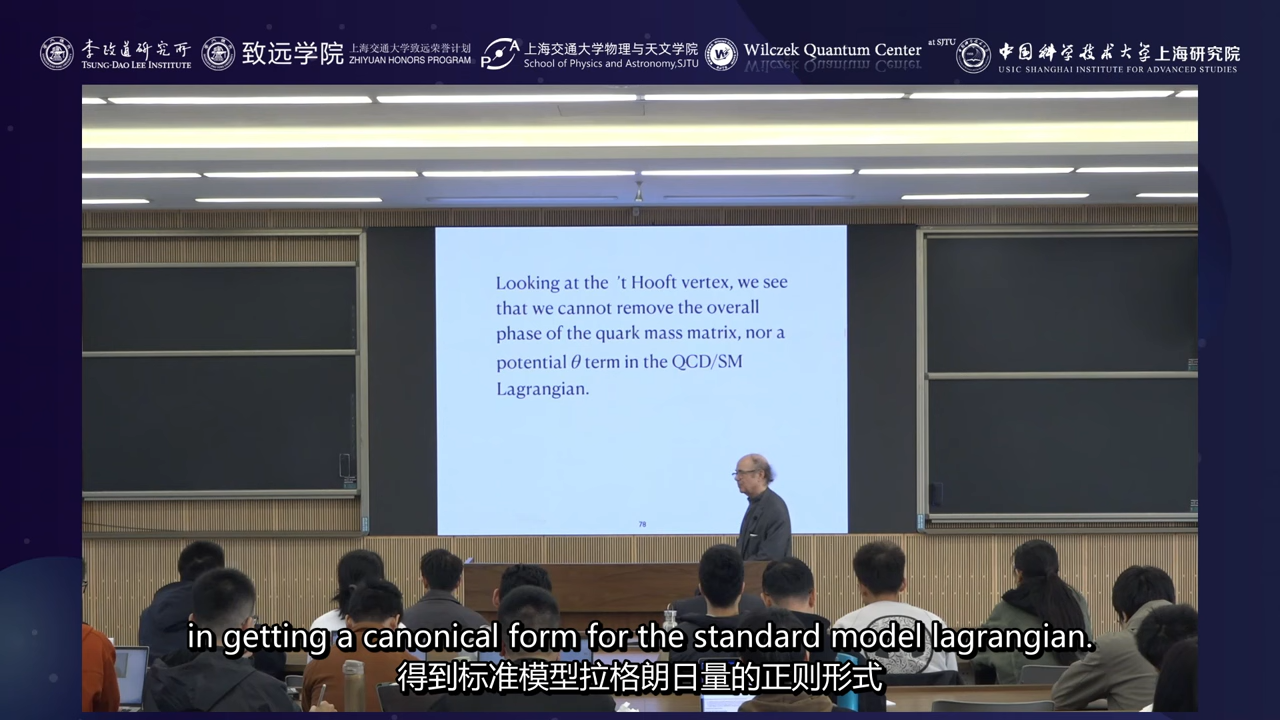 李政道研究所
TSUNG-DAO LEE INSTITUTE
致远学院
上海交通大学致远荣誉计划
ZHIYUAN HONORS PROGRAM
上海交通大学物理与天文学院
School of Physics and Astronomy,SJTU
Wilczek Quantum Center
at SJTU
中国科学技术大学上海研究院
USTC SHANGHAI INSTITUTE FOR ADVANCED STUDIES
Looking at the 't Hooft vertex, we see
that we cannot remove the overall
phase of the quark mass matrix, nor a
potential θ term in the QCD/SM
Lagrangian.
78
in getting a canonical form for the standard model lagrangian.
得到标准模型拉格朗日量的正则形式